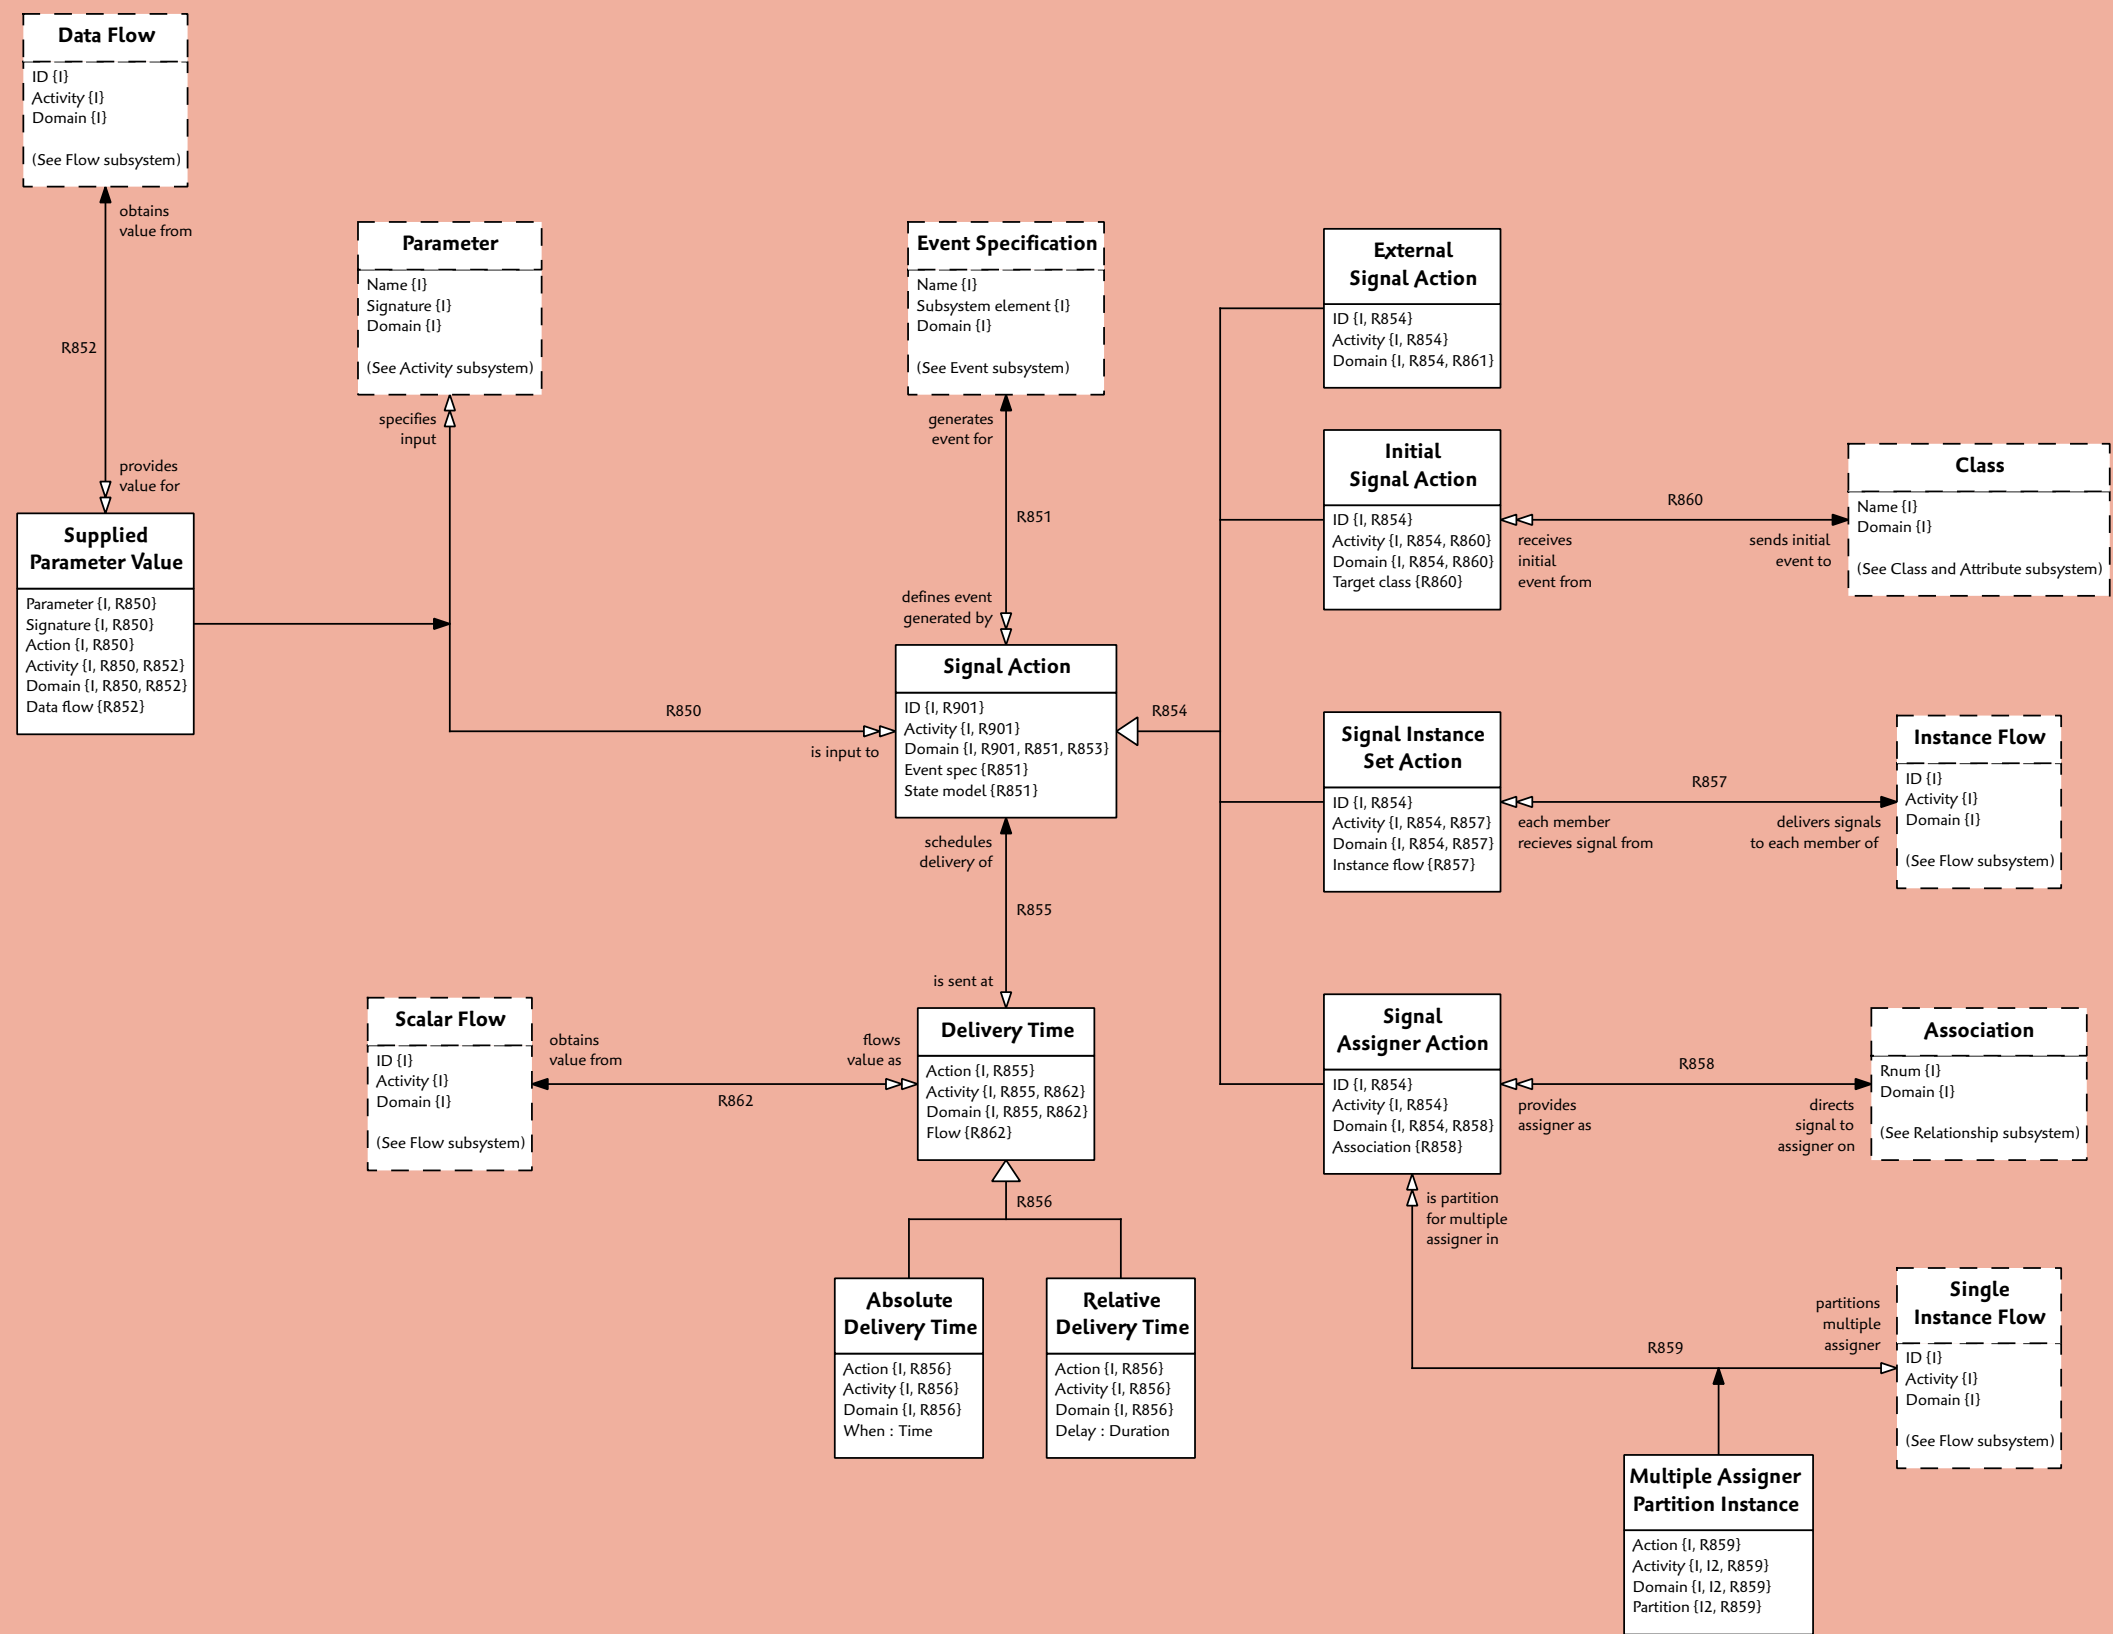 Data Flow
ID {I}
Activity {I}
Domain {I}
(See Flow subsystem)
obtains
value from
R852
provides
value for
Supplied
Parameter Value
Parameter {I, R850}
Signature {I, R850}
Action {I, R850}
Activity {I, R850, R852}
Domain {I, R850, R852}
Data flow {R852}
Parameter
Name {I}
Signature {I}
Domain {I}
(See Activity subsystem)
specifies
input
R850
is input to
Event Specification
Name {I}
Subsystem element {I}
Domain {I}
(See Event subsystem)
generates
event for
R851
defines event
generated by
Signal Action
ID {I, R901}
Activity {I, R901}
Domain {I, R901, R851, R853}
Event spec {R851}
State model {R851}
R854
schedules
delivery of
R855
is sent at
Scalar Flow
ID {I}
Activity {I}
Domain {I}
(See Flow subsystem)
obtains
value from
flows
value as
R862
Delivery Time
Action {I, R855}
Activity {I, R855, R862}
Domain {I, R855, R862}
Flow {R862}
R856
Absolute
Delivery Time
Action {I, R856}
Activity {I, R856}
Domain {I, R856}
When : Time
Relative
Delivery Time
Action {I, R856}
Activity {I, R856}
Domain {I, R856}
Delay : Duration
External
Signal Action
ID {I, R854}
Activity {I, R854}
Domain {I, R854, R861}
Initial
Signal Action
ID {I, R854}
Activity {I, R854, R860}
Domain {I, R854, R860}
Target class {R860}
R860
receives
initial
event from
sends initial
event to
Class
Name {I}
Domain {I}
(See Class and Attribute subsystem)
Signal Instance
Set Action
ID {I, R854}
Activity {I, R854, R857}
Domain {I, R854, R857}
Instance flow {R857}
R857
each member
recieves signal from
delivers signals
to each member of
Instance Flow
ID {I}
Activity {I}
Domain {I}
(See Flow subsystem)
Signal
Assigner Action
ID {I, R854}
Activity {I, R854}
Domain {I, R854, R858}
Association {R858}
R858
provides
assigner as
directs
signal to
assigner on
Association
Rnum {I}
Domain {I}
(See Relationship subsystem)
is partition
for multiple
assigner in
R859
partitions
multiple
assigner
Single
Instance Flow
ID {I}
Activity {I}
Domain {I}
(See Flow subsystem)
Multiple Assigner
Partition Instance
Action {I, R859}
Activity {I, I2, R859}
Domain {I, I2, R859}
Partition {I2, R859}